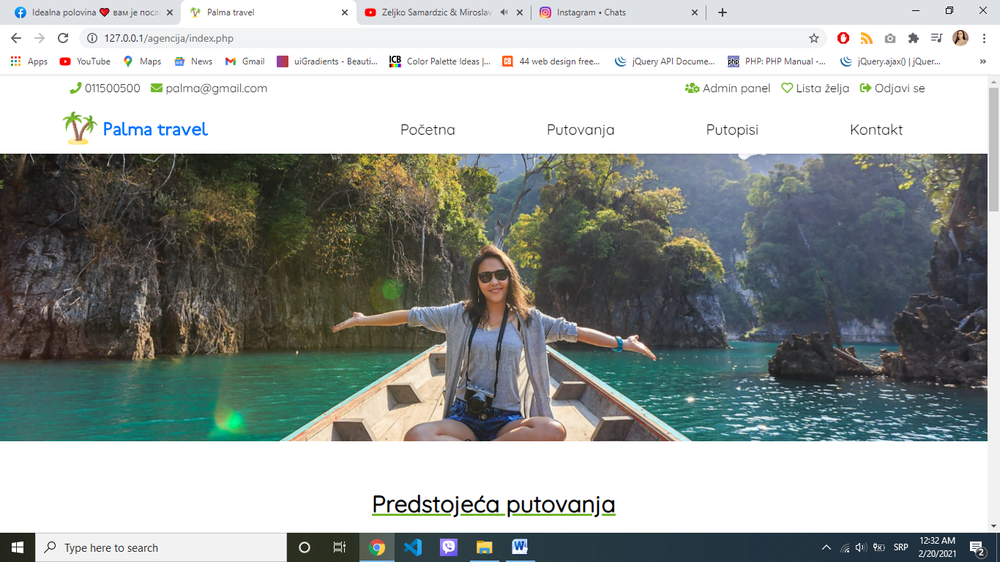 Idealna polovina ❤ вам је посл
Palma travel
Zeljko Samardzic & Miroslav
Instagram • Chats
127.0.0.1/agencija/index.php
Apps
YouTube
Maps
News
Gmail
uiGradients - Beauti...
Color Palette Ideas |...
44 web design free...
jQuery API Docume...
PHP: PHP Manual -...
jQuery.ajax() | jQuer...
»
011500500
palma@gmail.com
Admin panel
Lista želja
Odjavi se
Palma travel
Početna
Putovanja
Putopisi
Kontakt
Predstojeća putovanja
Type here to search
SRP
12:32 AM
2/20/2021
2